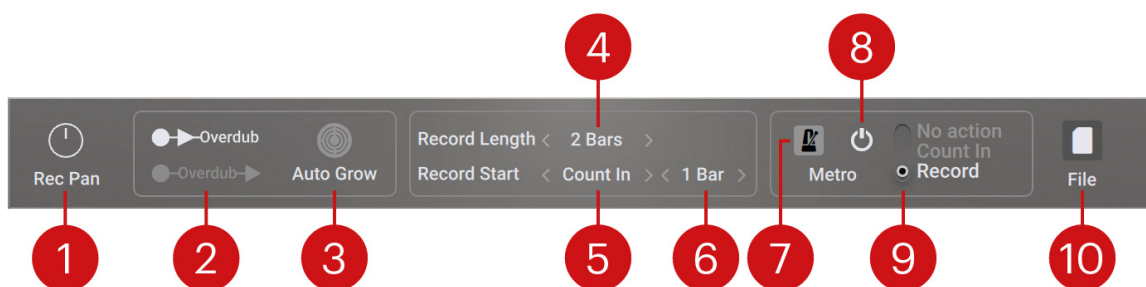 4
8
Rec Pan
Overdub
Overdub
Auto Grow
Record Length < 2 Bars >
Record Start < Count In > < 1 Bar >
Metro
No action
Count In
Record
File
1
2
3
5
6
7
9
10